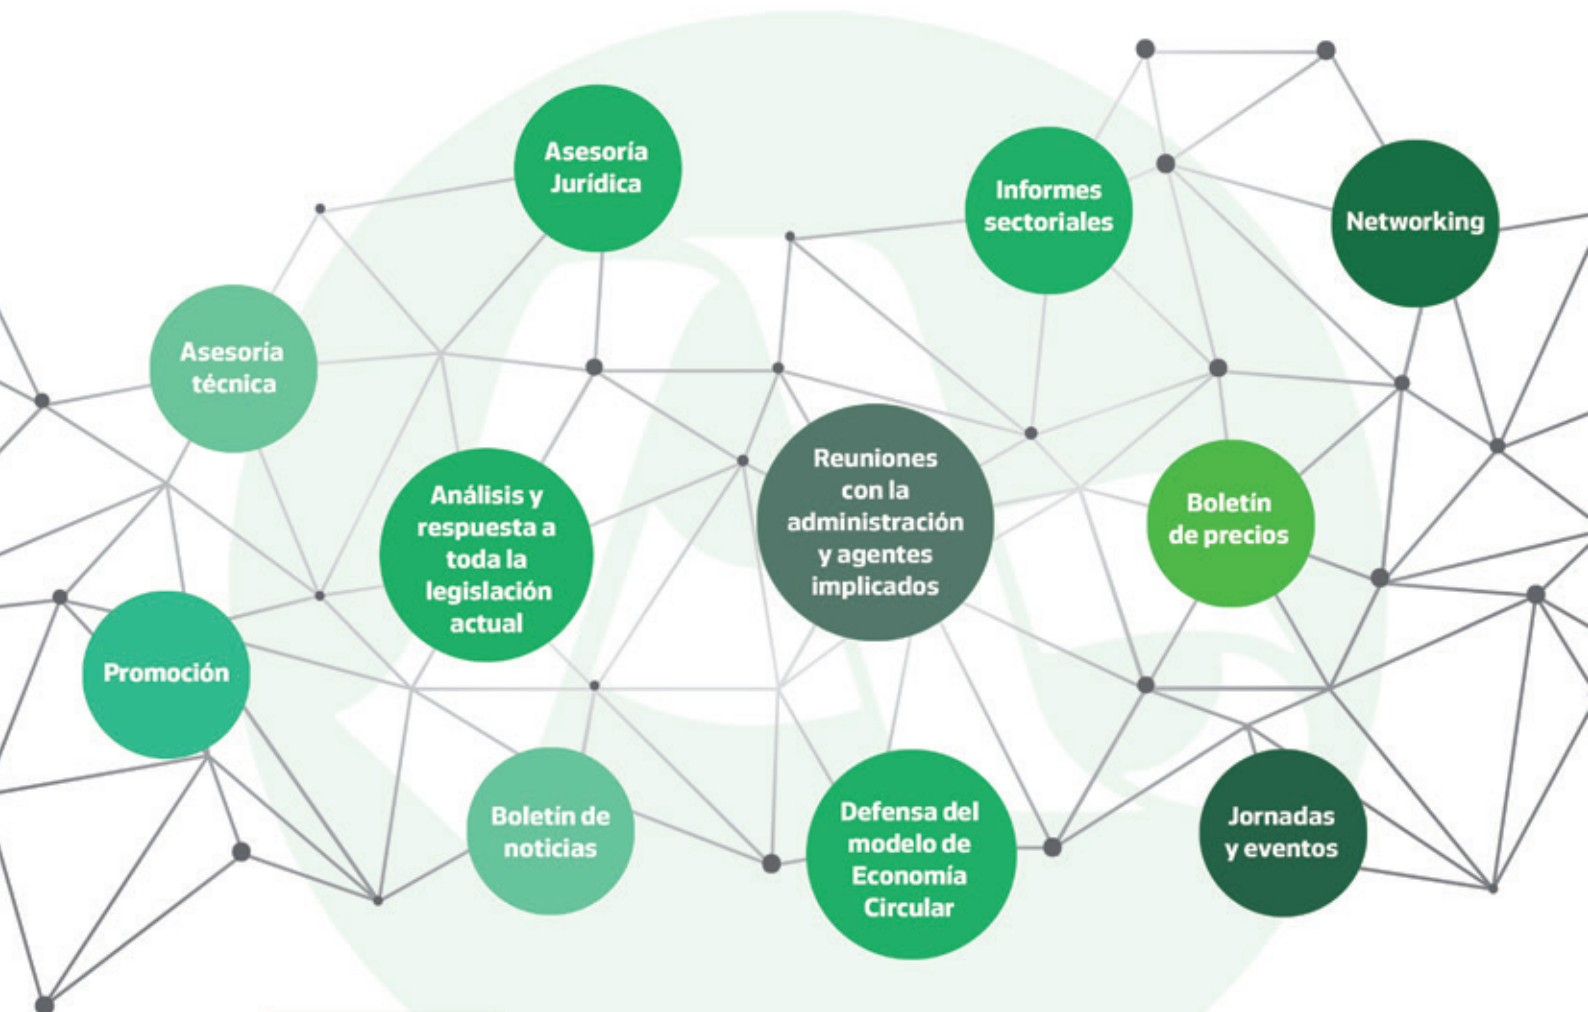 Asesoría
Jurídica
Informes
sectoriales
Networking
Asesoría
técnica
Análisis y
respuesta a
toda la
legislación
actual
Reuniones
con la
administración
y agentes
implicados
Boletín
de precios
Promoción
Boletín de
noticias
Defensa del
modelo de
Economía
Circular
Jornadas
y eventos